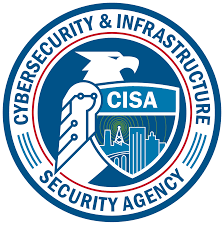 CYBERSECURITY & INFRASTRUCTURE
CISA
SECURITY AGENCY